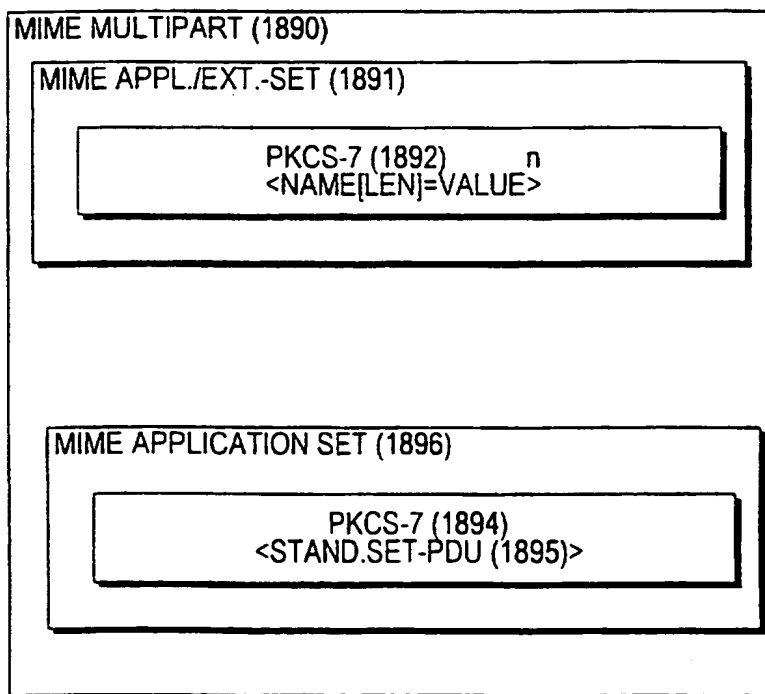 MIME MULTIPART (1890)
MIME APPL./EXT.-SET (1891)
PKCS-7 (1892) n
<NAME[LEN]=VALUE>
MIME APPLICATION SET (1896)
PKCS-7 (1894)
<STAND.SET-PDU (1895)>